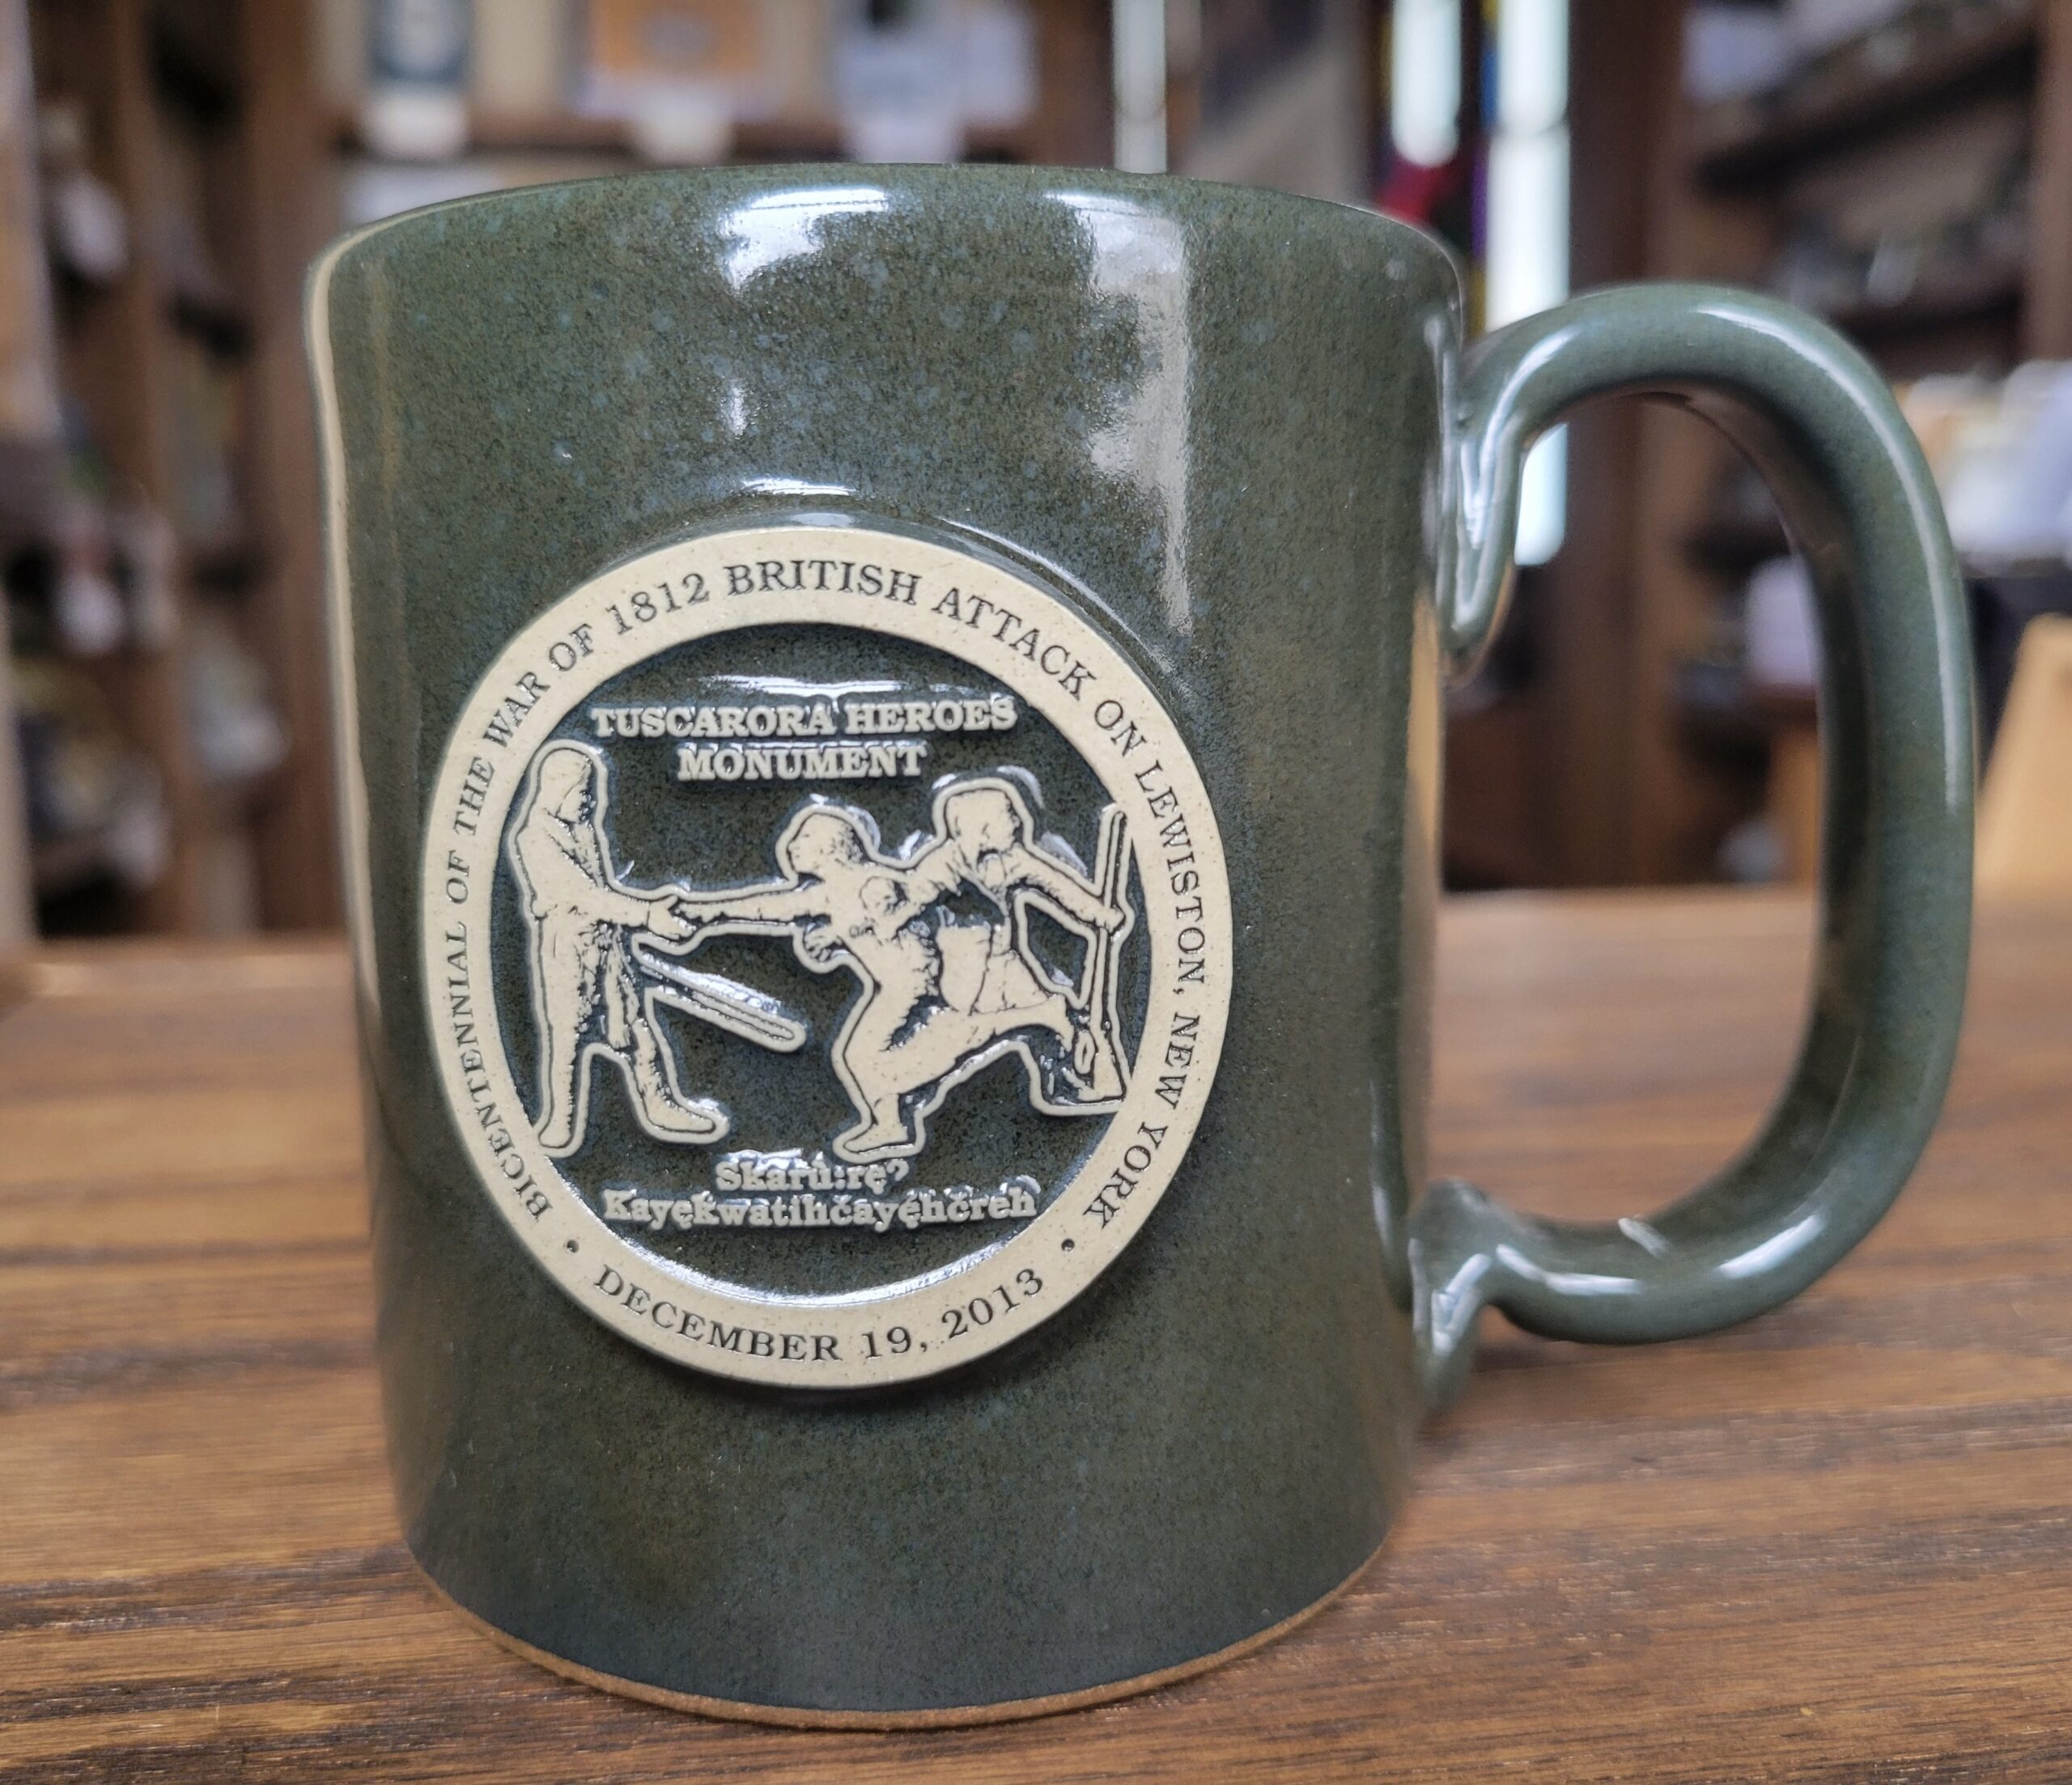 BICENTENNIAL OF THE WAR OF 1812 BRITISH ATTACK ON LEWISTON, NEW YORK
TUSCARORA HEROES
MONUMENT
Skarù:rę?
Kayękwatihčayęhčreh
• DECEMBER 19, 2013 •